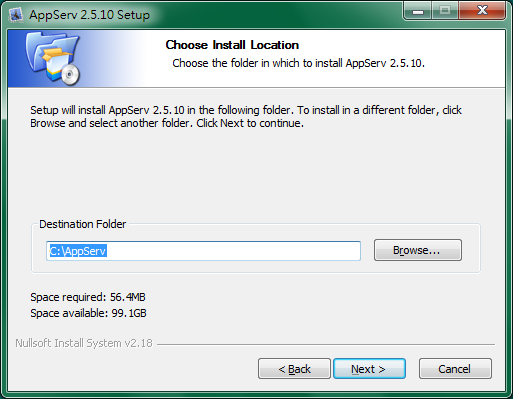 AppServ 2.5.10 Setup
Choose Install Location
Choose the folder in which to install AppServ 2.5.10.
Setup will install AppServ 2.5.10 in the following folder. To install in a different folder, click
Browse and select another folder. Click Next to continue.
Destination Folder
C:\AppServ
Browse...
Space required: 56.4MB
Space available: 99.1GB
Nullsoft Install System v2.18
< Back
Next >
Cancel